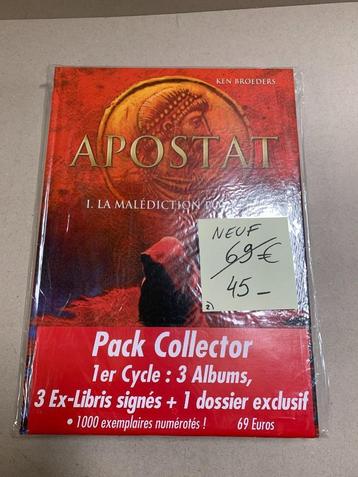 KEN BROEDERS
APOSTAT
I. LA MALÉDICTION
NEUF
69 €
45 –
2)
Pack Collector
1er Cycle : 3 Albums,
3 Ex-Libris signés + 1 dossier exclusif
• 1000 exemplaires numérotés ! 69 Euros